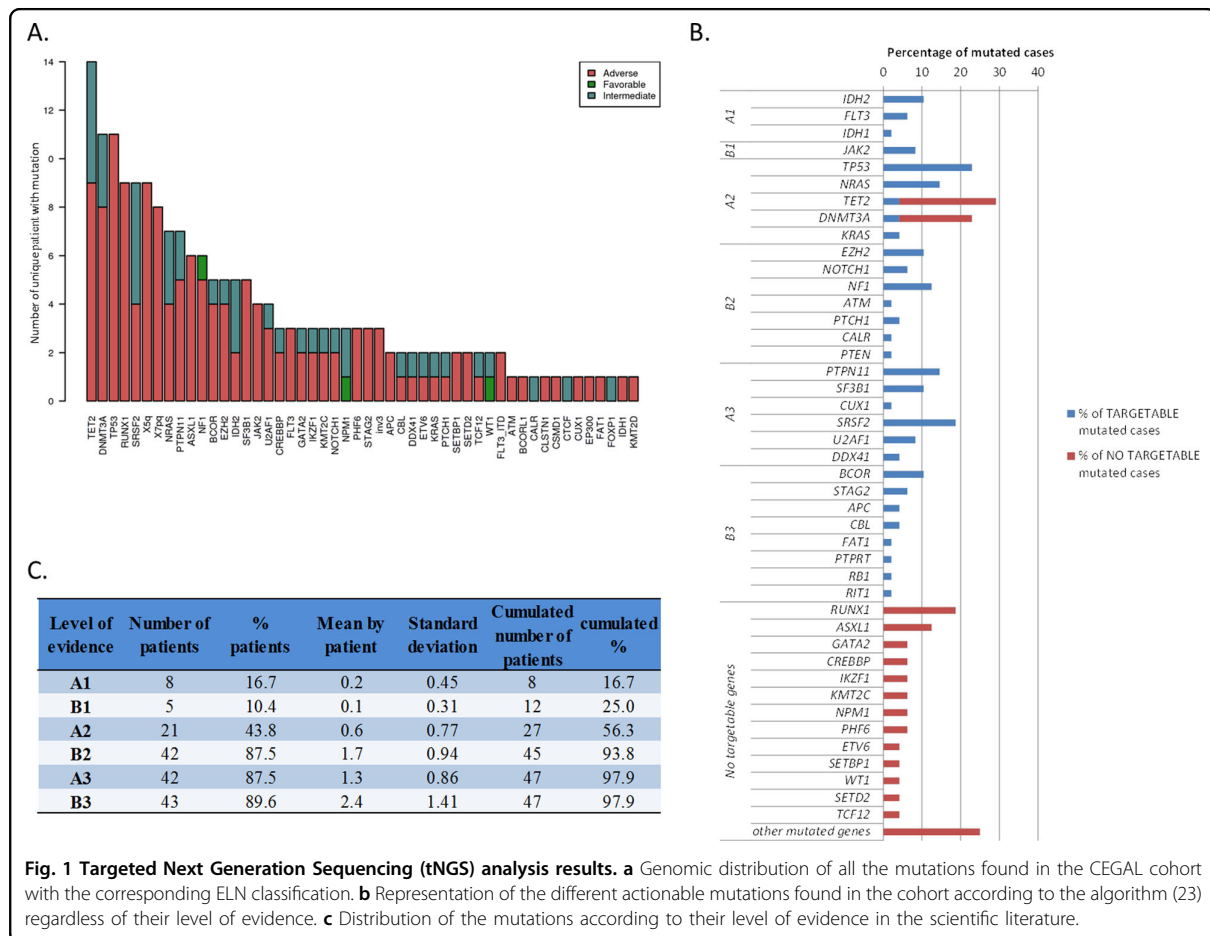 A.
Number of unique patient with mutation
14
12
0
8
6
4
2
0
Adverse
Favorable
Intermediate
TET2
DNMT3A
TP53
RUNX1
SRSF2
X5q
X7pq
NRAS
PTPN11
ASXL1
NF1
BCOR
EZH2
IDH2
SF3B1
JAK2
U2AF1
CREBBP
FLT3
GATA2
IKZF1
KMT2C
NOTCH1
NPM1
PHF6
STAG2
inv3
APC
CBL
DDX41
ETV6
KRAS
PTCH1
SETBP1
SETD2
TCF12
WT1
FLT3_ITD
ATM
BCORL1
CALR
CLSTN1
CSMD1
CTCF
CUX1
EP300
FAT1
FOXP1
IDH1
KMT2D
B.
Percentage of mutated cases
0 10 20 30 40
A1
IDH2
FLT3
IDH1
B1
JAK2
A2
TP53
NRAS
TET2
DNMT3A
KRAS
B2
EZH2
NOTCH1
NF1
ATM
PTCH1
CALR
PTEN
A3
PTPN11
SF3B1
CUX1
SRSF2
U2AF1
DDX41
B3
BCOR
STAG2
APC
CBL
FAT1
PTPRT
RB1
RIT1
No targetable genes
RUNX1
ASXL1
GATA2
CREBBP
IKZF1
KMT2C
NPM1
PHF6
ETV6
SETBP1
WT1
SETD2
TCF12
other mutated genes
% of TARGETABLE
mutated cases
% of NO TARGETABLE
mutated cases
C.
Level of evidence Number of patients % patients Mean by patient Standard deviation Cumulated number of patients cumulated %
A1 8 16.7 0.2 0.45 8 16.7
B1 5 10.4 0.1 0.31 12 25.0
A2 21 43.8 0.6 0.77 27 56.3
B2 42 87.5 1.7 0.94 45 93.8
A3 42 87.5 1.3 0.86 47 97.9
B3 43 89.6 2.4 1.41 47 97.9
Fig. 1 Targeted Next Generation Sequencing (tNGS) analysis results. a Genomic distribution of all the mutations found in the CEGAL cohort
with the corresponding ELN classification. b Representation of the different actionable mutations found in the cohort according to the algorithm (23)
regardless of their level of evidence. c Distribution of the mutations according to their level of evidence in the scientific literature.